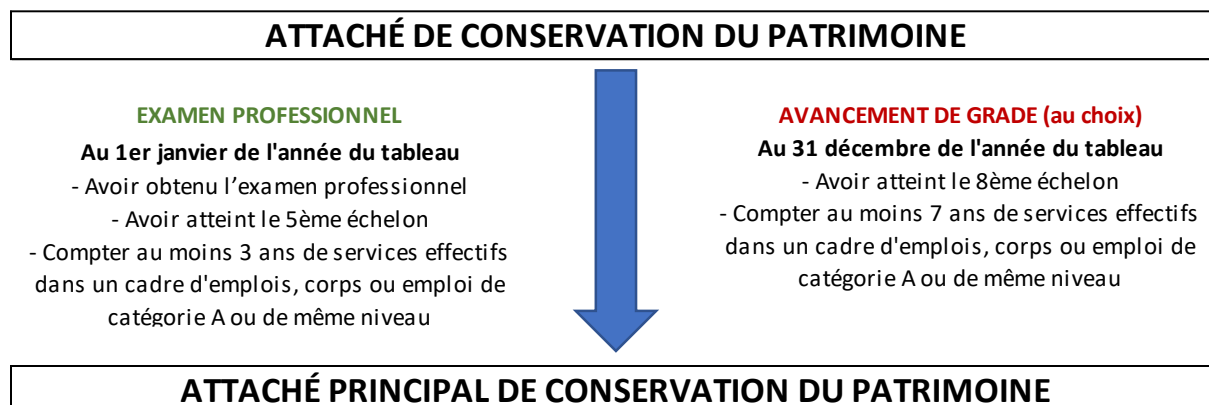 ATTACHÉ DE CONSERVATION DU PATRIMOINE
EXAMEN PROFESSIONNEL
Au 1er janvier de l'année du tableau
- Avoir obtenu l’examen professionnel
- Avoir atteint le 5ème échelon
- Compter au moins 3 ans de services effectifs
dans un cadre d'emplois, corps ou emploi de
catégorie A ou de même niveau
AVANCEMENT DE GRADE (au choix)
Au 31 décembre de l'année du tableau
- Avoir atteint le 8ème échelon
- Compter au moins 7 ans de services effectifs
dans un cadre d'emplois, corps ou emploi de
catégorie A ou de même niveau
ATTACHÉ PRINCIPAL DE CONSERVATION DU PATRIMOINE